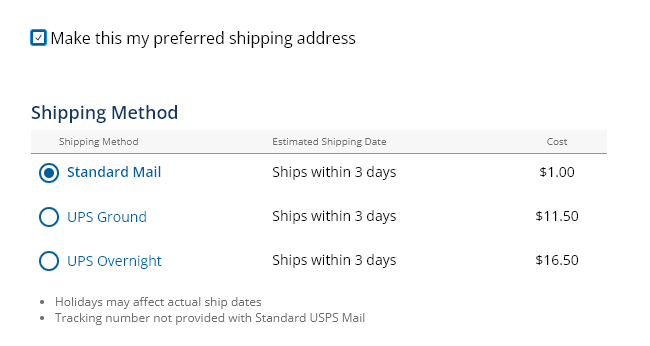 Make this my preferred shipping address
Shipping Method
Shipping Method Estimated Shipping Date Cost
Standard Mail Ships within 3 days $1.00
UPS Ground Ships within 3 days $11.50
UPS Overnight Ships within 3 days $16.50
• Holidays may affect actual ship dates
• Tracking number not provided with Standard USPS Mail